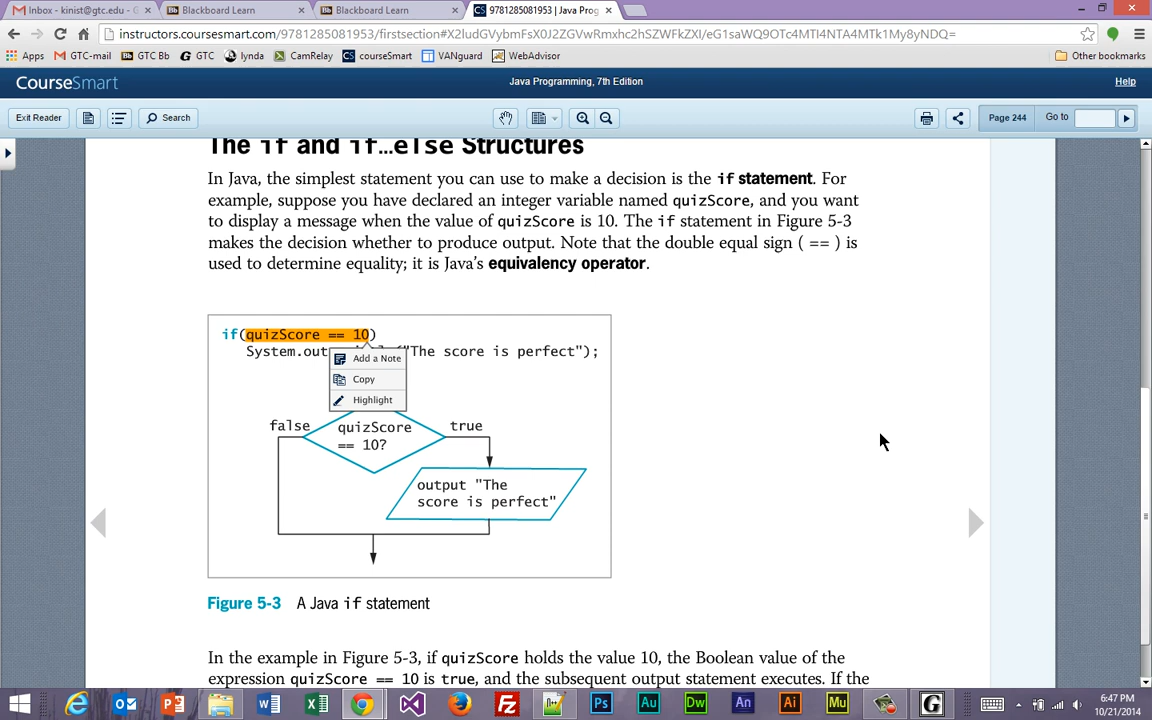 Inbox - kinist@gtc.edu - G
Blackboard Learn
Blackboard Learn
9781285081953 | Java Prog
instructors.coursesmart.com/9781285081953/firstsection#X2ludGVybmFsX0J2ZGVwRmxhc2hSZWFkZXI/eG1saWQ9OTc4MTI4NTA4MTk1My8yNDQ=
Apps GTC-mail GTC Bb GTC lynda CamRelay courseSmart VANguard WebAdvisor Other bookmarks
CourseSmart Java Programming, 7th Edition Help
Exit Reader Search Page 244 Go to
The if and if...else Structures
In Java, the simplest statement you can use to make a decision is the if statement. For
example, suppose you have declared an integer variable named quizScore, and you want
to display a message when the value of quizScore is 10. The if statement in Figure 5-3
makes the decision whether to produce output. Note that the double equal sign ( == ) is
used to determine equality; it is Java's equivalency operator.
if(quizScore == 10)
System.out "The score is perfect");
Add a Note
Copy
Highlight
false quizScore true
== 10?
output "The
score is perfect"
Figure 5-3 A Java if statement
In the example in Figure 5-3, if quizScore holds the value 10, the Boolean value of the
expression quizScore == 10 is true, and the subsequent output statement executes. If the
6:47 PM
10/21/2014